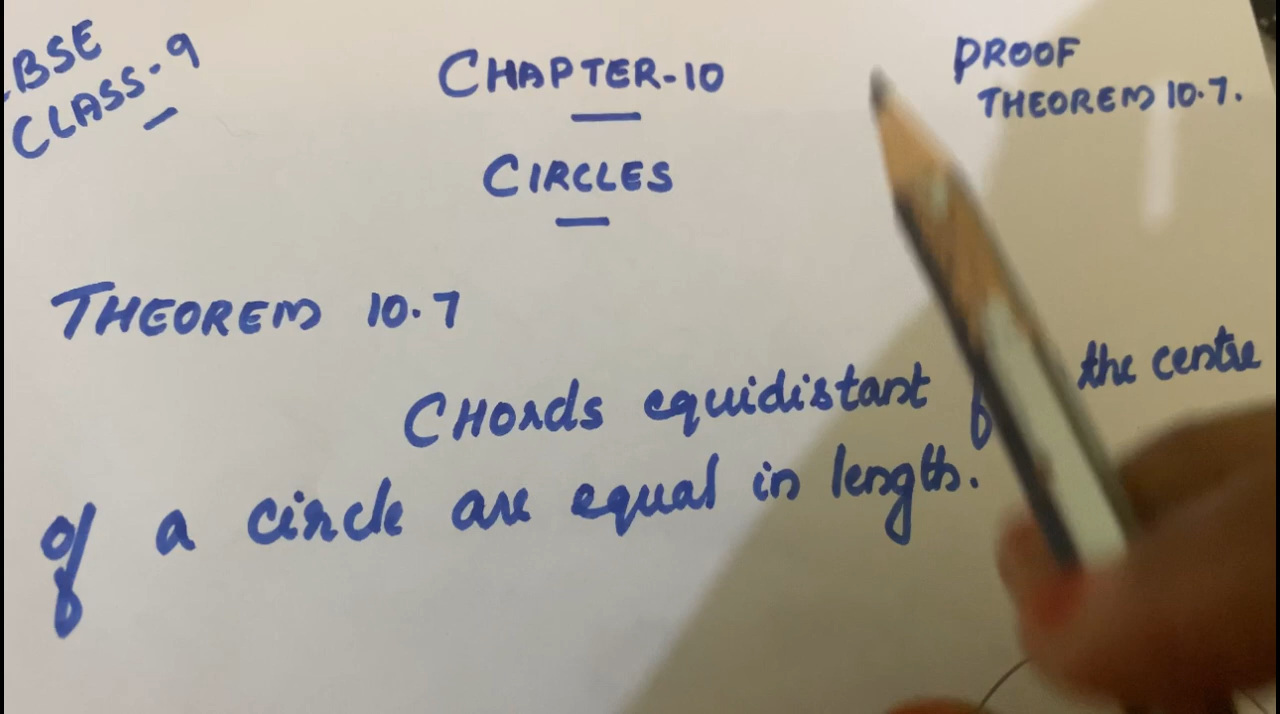 BSE
CLASS-9
CHAPTER-10
CIRCLES
PROOF
THEOREM 10.7.
THEOREM 10.7
CHords equidistant the centre
of a circle are equal in length.